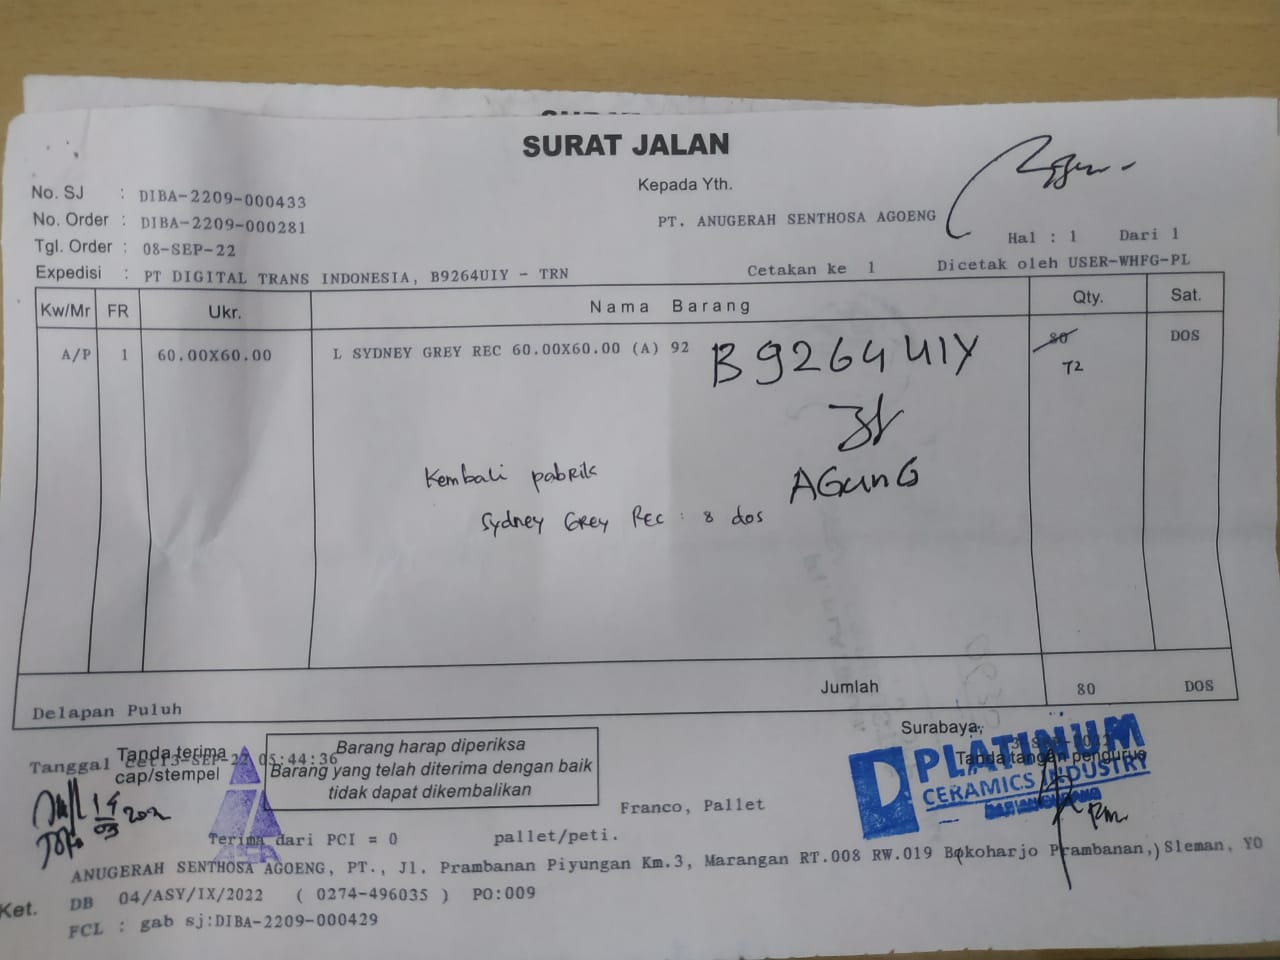 SURAT JALAN
Kepada Yth.
No. SJ : DIBA-2209-000433
No. Order : DIBA-2209-000281
PT. ANUGERAH SENTHOSA AGOENG
Tgl. Order : 08-SEP-22
Hal : 1 Dari 1
Expedisi : PT DIGITAL TRANS INDONESIA, B9264UIY - TRN
Cetakan ke 1 Dicetak oleh USER-WHFG-PL
Kw/Mr FR Ukr. Nama Barang Qty. Sat.
A/P 1 60.00X60.00 L SYDNEY GREY REC 60.00X60.00 (A) 92 80 DOS
B 9264 UIY
72
Kembali pabrik
AGUNG
Sydney Grey Rec : 8 dos
Jumlah 80 DOS
Delapan Puluh
Surabaya,
Tanda terima
cap/stempel
Tanggal 13-SEP-22 05:44:36
Barang harap diperiksa
Barang yang telah diterima dengan baik
tidak dapat dikembalikan
Tanda tangan pengurus
PLATINUM
CERAMICS INDUSTRY
Franco, Pallet
Terima dari PCI = 0 pallet/peti.
ANUGERAH SENTHOSA AGOENG, PT., Jl. Prambanan Piyungan Km.3, Marangan RT.008 RW.019 Bokoharjo Prambanan, Sleman, YO
Ket. DB 04/ASY/IX/2022 ( 0274-496035 ) PO:009
FCL : gab sj:DIBA-2209-000429